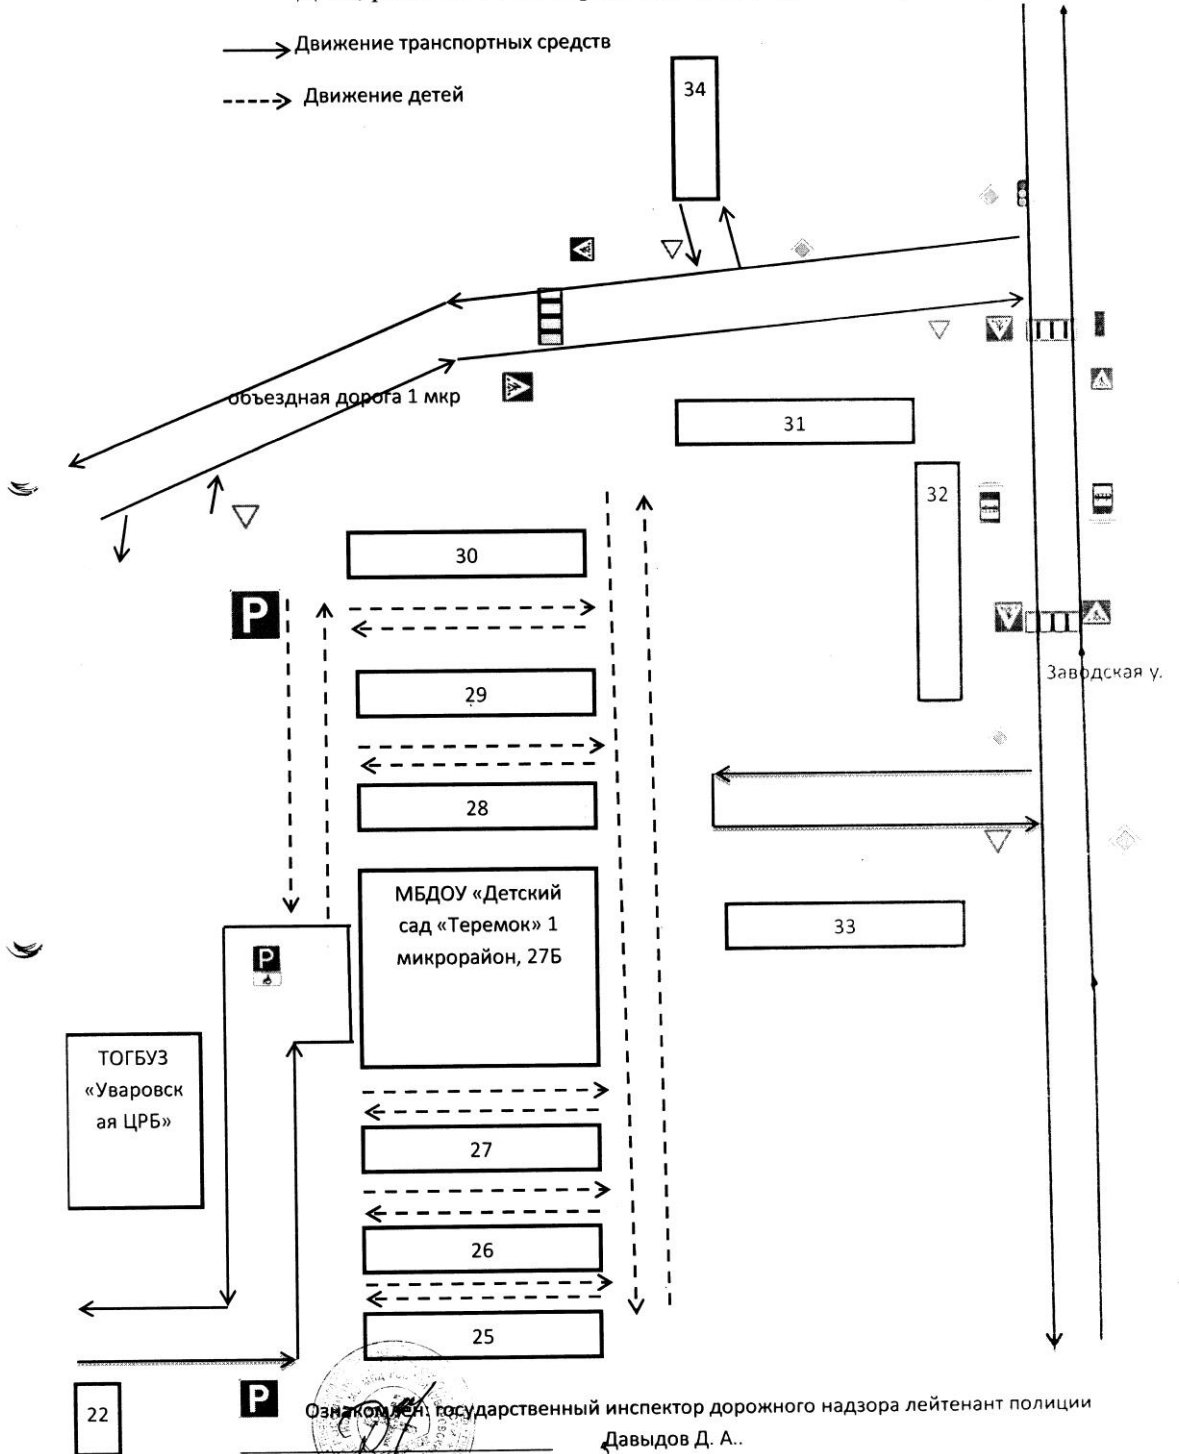 Движение транспортных средств
Движение детей
34
объездная дорога 1 мкр
31
32
30
P
29
Заводская у.
28
МБДОУ «Детский
сад «Теремок» 1
микрорайон, 27Б
33
P
ТОГБУЗ
«Уваровск
ая ЦРБ»
27
26
25
22
P
Ознакомлен: государственный инспектор дорожного надзора лейтенант полиции
Давыдов Д. А..